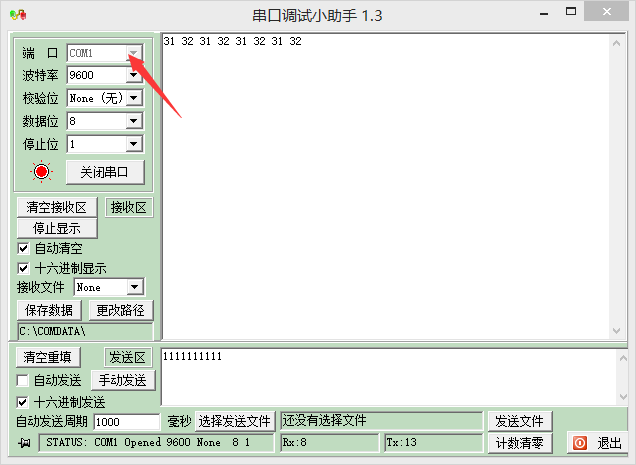 串口调试小助手 1.3
端 口 COM1
波特率 9600
校验位 None (无)
数据位 8
停止位 1
关闭串口
31 32 31 32 31 32 31 32
清空接收区 接收区
停止显示
自动清空
十六进制显示
接收文件 None
保存数据 更改路径
C:\COMDATA\
清空重填 发送区
1111111111
自动发送 手动发送
十六进制发送
自动发送周期 1000 毫秒 选择发送文件 还没有选择文件 发送文件
STATUS: COM1 Opened 9600 None 8 1 Rx:8 Tx:13 计数清零 退出